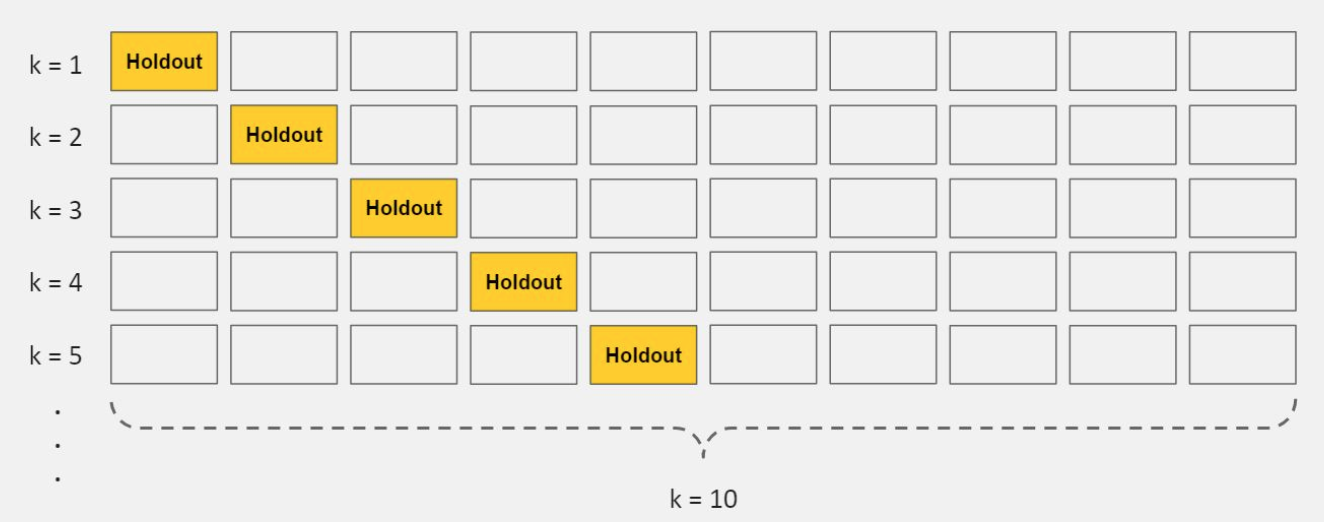 k = 1 Holdout
k = 2 Holdout
k = 3 Holdout
k = 4 Holdout
k = 5 Holdout
.
.
.
k = 10